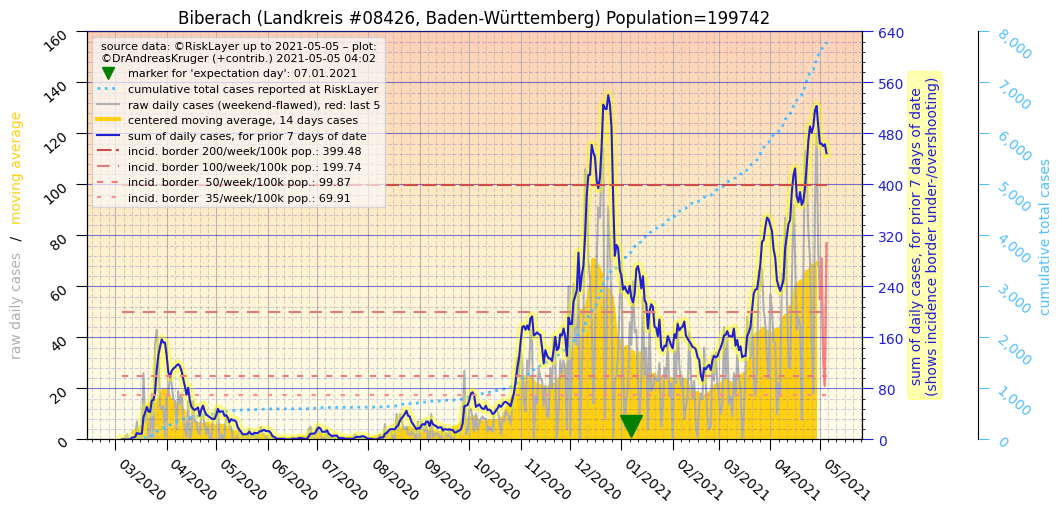 Biberach (Landkreis #08426, Baden-Württemberg) Population=199742
source data: ©RiskLayer up to 2021-05-05 – plot:
©DrAndreasKruger (+contrib.) 2021-05-05 04:02
marker for 'expectation day': 07.01.2021
cumulative total cases reported at RiskLayer
raw daily cases (weekend-flawed), red: last 5
centered moving average, 14 days cases
sum of daily cases, for prior 7 days of date
incid. border 200/week/100k pop.: 399.48
incid. border 100/week/100k pop.: 199.74
incid. border  50/week/100k pop.: 99.87
incid. border  35/week/100k pop.: 69.91
raw daily cases / moving average
160
140
120
100
80
60
40
20
0
03/2020
04/2020
05/2020
06/2020
07/2020
08/2020
09/2020
10/2020
11/2020
12/2020
01/2021
02/2021
03/2021
04/2021
05/2021
640
560
480
400
320
240
160
80
0
sum of daily cases, for prior 7 days of date
(shows incidence border under-/overshooting)
8,000
7,000
6,000
5,000
4,000
3,000
2,000
1,000
0
cumulative total cases